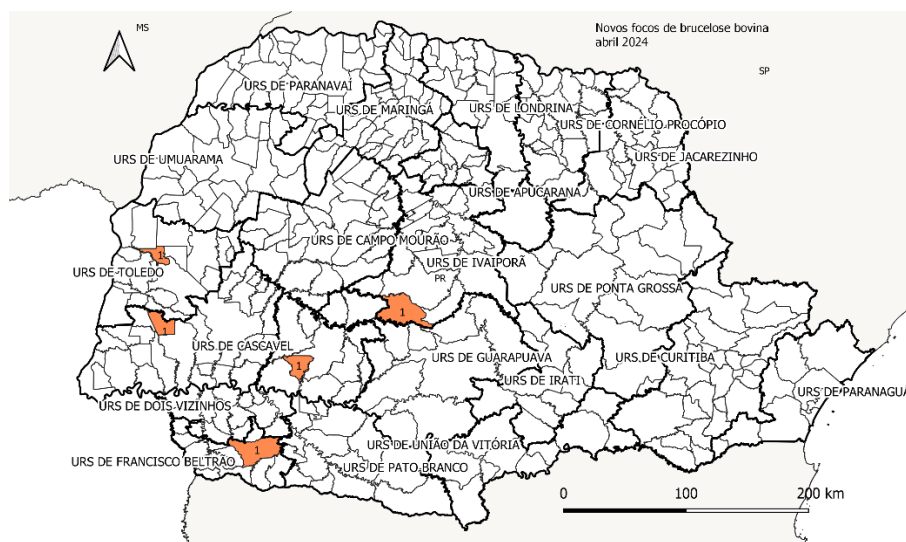 MS
Novos focos de brucelose bovina
abril 2024
SP
URS DE PARANAVAÍ
URS DE MARINGÁ
URS DE LONDRINA
URS DE CORNÉLIO PROCÓPIO
URS DE UMUARAMA
URS DE JACAREZINHO
URS DE APUCARANA
URS DE CAMPO MOURÃO
1
URS DE IVAIPORÃ
URS DE TOLEDO
PR
URS DE PONTA GROSSA
1
1
URS DE CASCAVEL
URS DE GUARAPUAVA
URS DE CURITIBA
1
URS DE IRATI
URS DE PARANAGUÁ
URS DE DOIS VIZINHOS
URS DE UNIÃO DA VITÓRIA
1
URS DE FRANCISCO BELTRÃO
URS DE PATO BRANCO
0 100 200 km